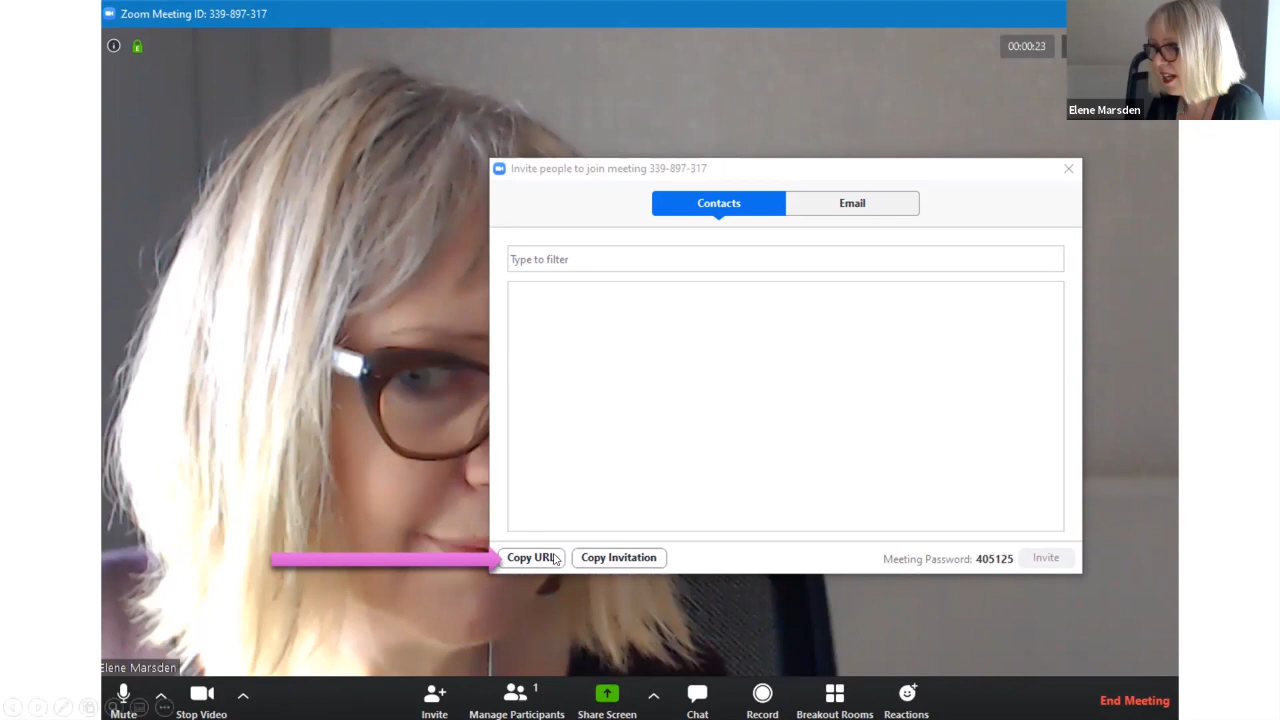 Zoom Meeting ID: 339-897-317
00:00:23
Elene Marsden
Invite people to join meeting 339-897-317
Contacts
Email
Type to filter
Copy URL
Copy Invitation
Meeting Password: 405125
Invite
Elene Marsden
Mute
Stop Video
Invite
Manage Participants
1
Share Screen
Chat
Record
Breakout Rooms
Reactions
End Meeting